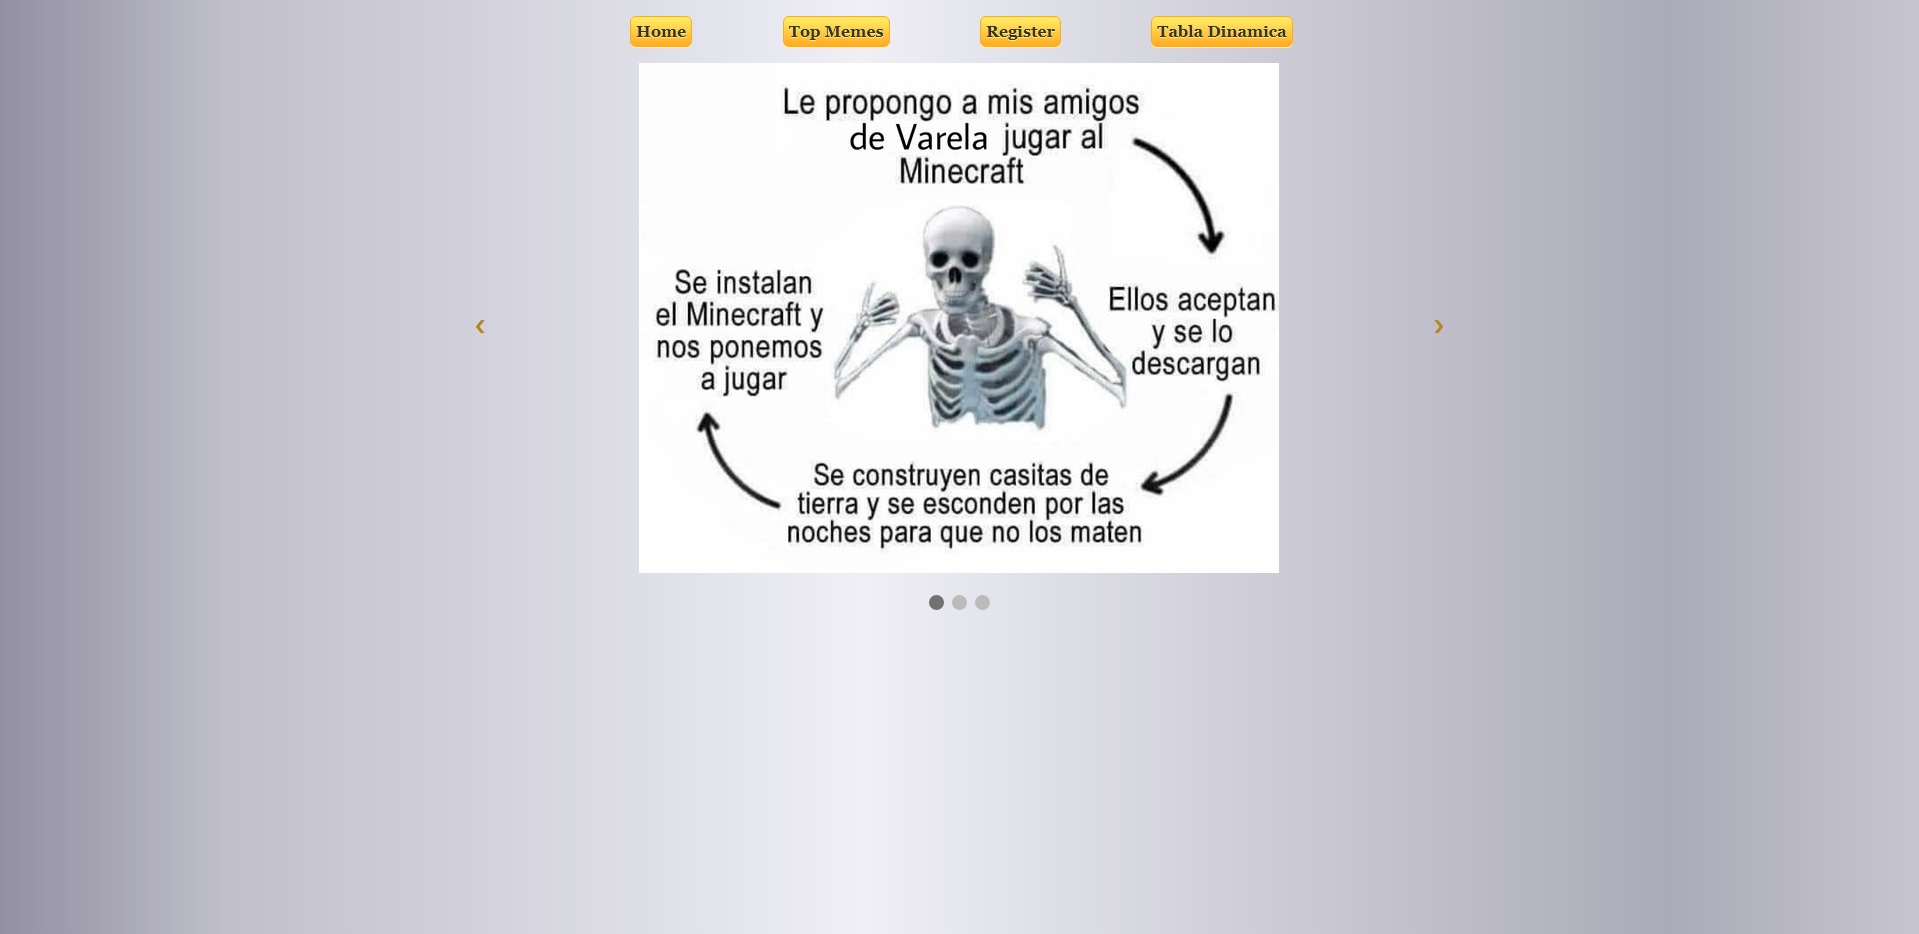 Home
Top Memes
Register
Tabla Dinamica
Le propongo a mis amigos
de Varela jugar al
Minecraft
Ellos aceptan
y se lo
descargan
Se construyen casitas de
tierra y se esconden por las
noches para que no los maten
Se instalan
el Minecraft y
nos ponemos
a jugar
‹
›